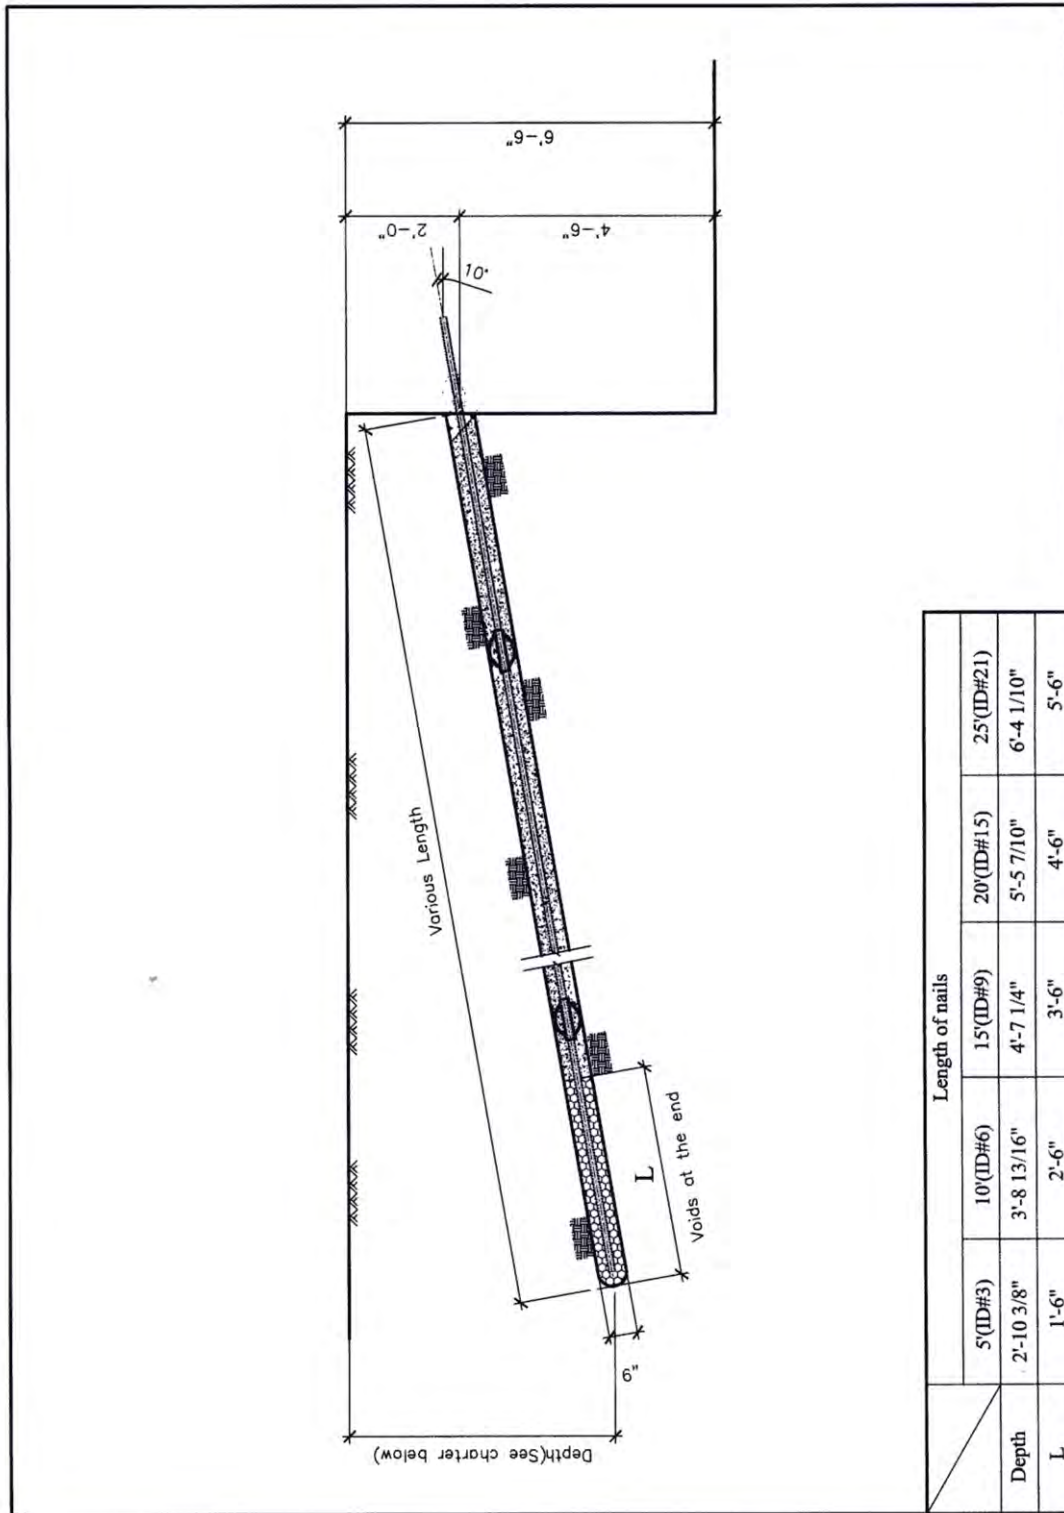 6'-6"
2'-0"
4'-6"
10°
Various Length
L
Voids at the end
6"
Depth(See charter below)
Length of nails
5'(ID#3) 10'(ID#6) 15'(ID#9) 20'(ID#15) 25'(ID#21)
Depth 2'-10 3/8" 3'-8 13/16" 4'-7 1/4" 5'-5 7/10" 6'-4 1/10"
L 1'-6" 2'-6" 3'-6" 4'-6" 5'-6"